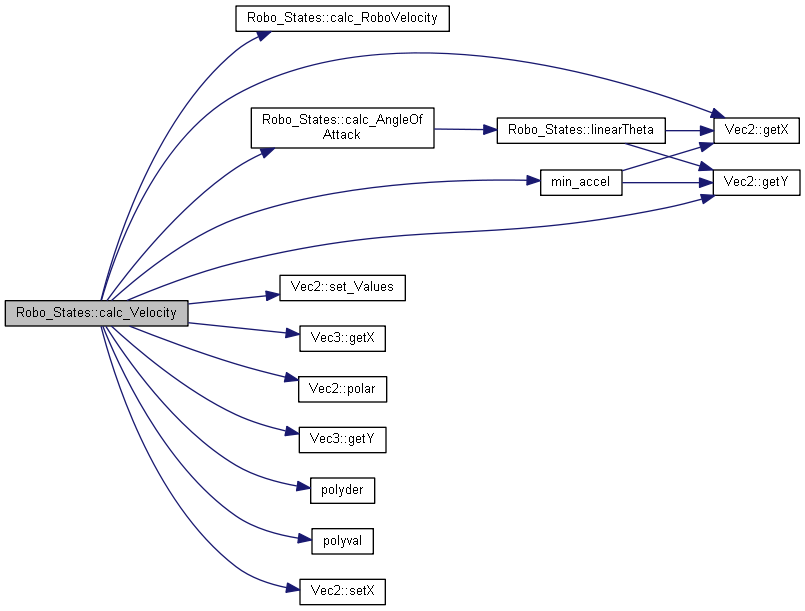 Robo_States::calc_RoboVelocity
Robo_States::calc_AngleOf
Attack
Robo_States::linearTheta
Vec2::getX
min_accel
Vec2::getY
Robo_States::calc_Velocity
Vec2::set_Values
Vec3::getX
Vec2::polar
Vec3::getY
polyder
polyval
Vec2::setX